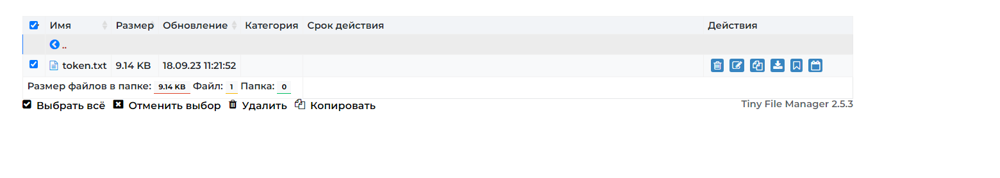 Имя Размер Обновление Категория Срок действия Действия
..
token.txt 9.14 KB 18.09.23 11:21:52
Размер файлов в папке: 9.14 KB Файл: 1 Папка: 0
Выбрать всё Отменить выбор Удалить Копировать Tiny File Manager 2.5.3